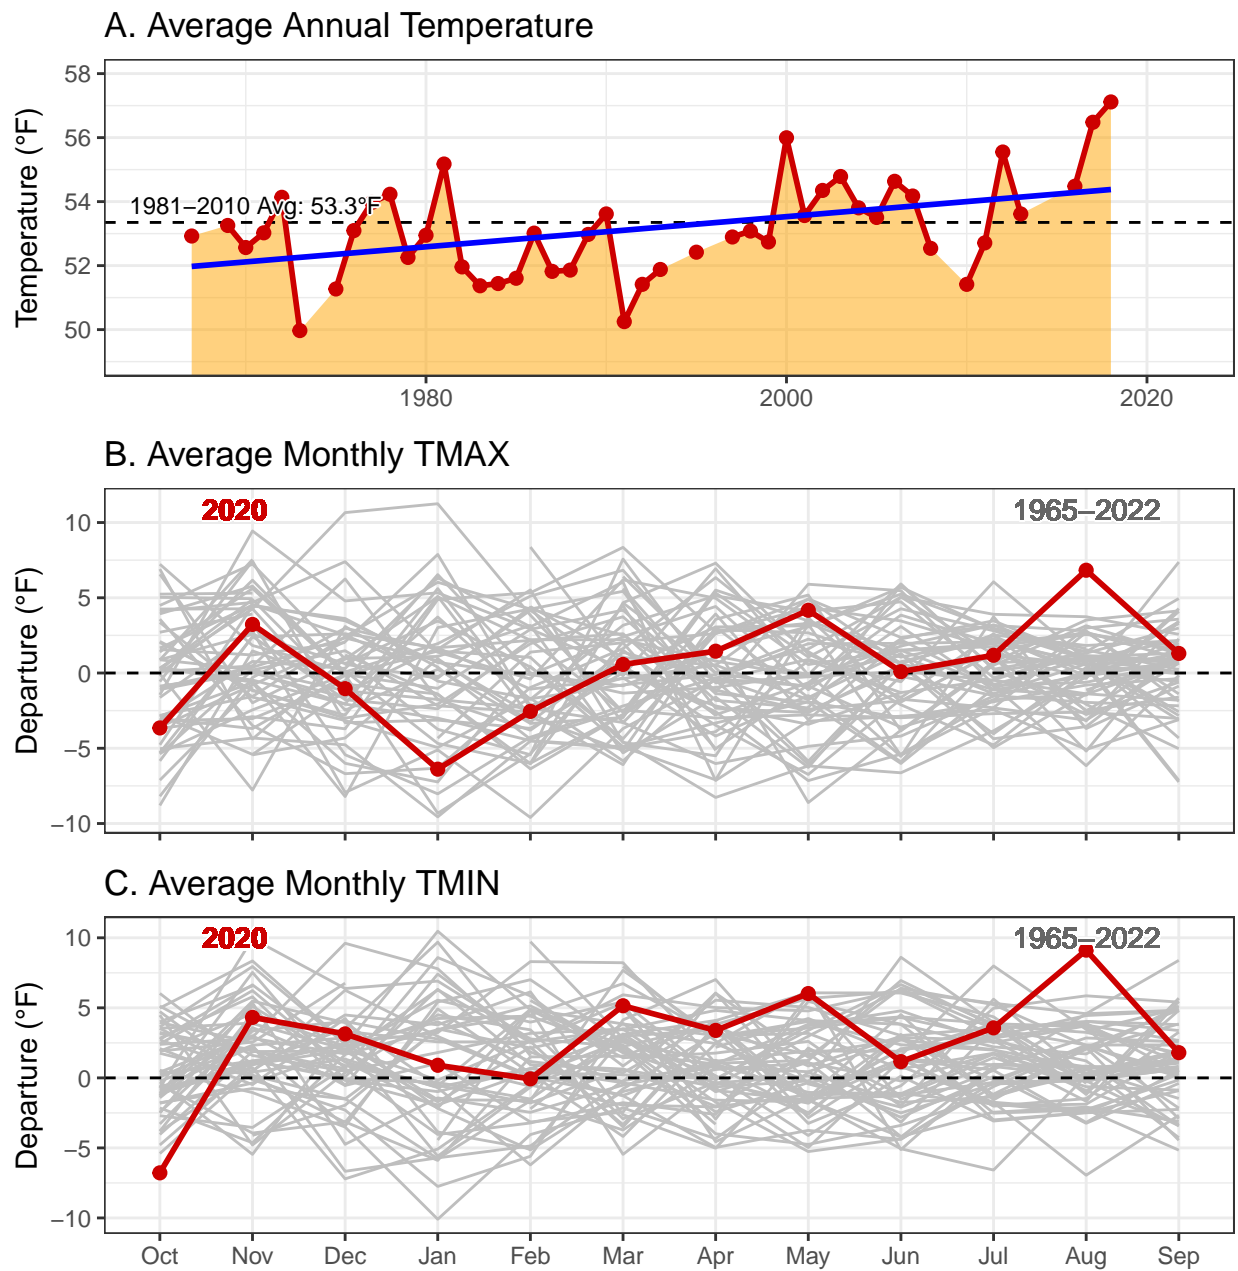 A. Average Annual Temperature
Temperature (°F)
58
56
54
52
50
1981–2010 Avg: 53.3°F
1980
2000
2020
B. Average Monthly TMAX
Departure (°F)
10
5
0
−5
−10
2020
1965–2022
C. Average Monthly TMIN
Departure (°F)
10
5
0
−5
−10
2020
1965–2022
Oct Nov Dec Jan Feb Mar Apr May Jun Jul Aug Sep